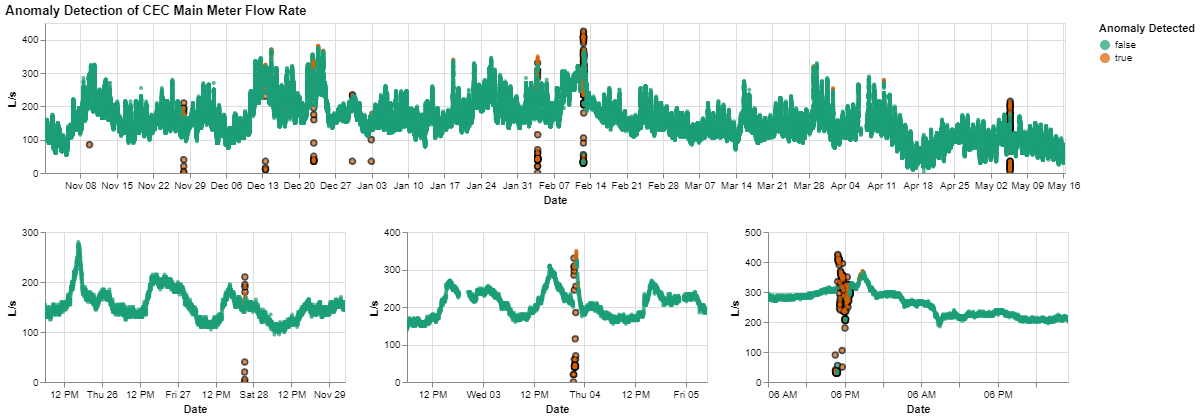 Anomaly Detection of CEC Main Meter Flow Rate
Anomaly Detected
false
true
400
300
200
100
0
L/s
Nov 08 Nov 15 Nov 22 Nov 29 Dec 06 Dec 13 Dec 20 Dec 27 Jan 03 Jan 10 Jan 17 Jan 24 Jan 31 Feb 07 Feb 14 Feb 21 Feb 28 Mar 07 Mar 14 Mar 21 Mar 28 Apr 04 Apr 11 Apr 18 Apr 25 May 02 May 09 May 16
Date
300
200
100
0
L/s
12 PM Thu 26 12 PM Fri 27 12 PM Sat 28 12 PM Nov 29
Date
400
300
200
100
0
L/s
12 PM Wed 03 12 PM Thu 04 12 PM Fri 05
Date
500
400
300
200
100
0
L/s
06 AM 06 PM 06 AM 06 PM
Date